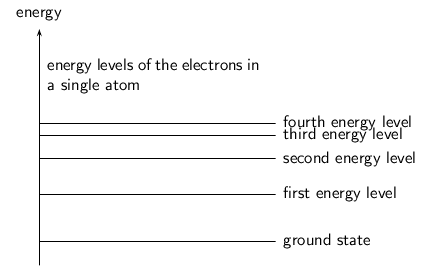 energy
energy levels of the electrons in
a single atom
fourth energy level
third energy level
second energy level
first energy level
ground state